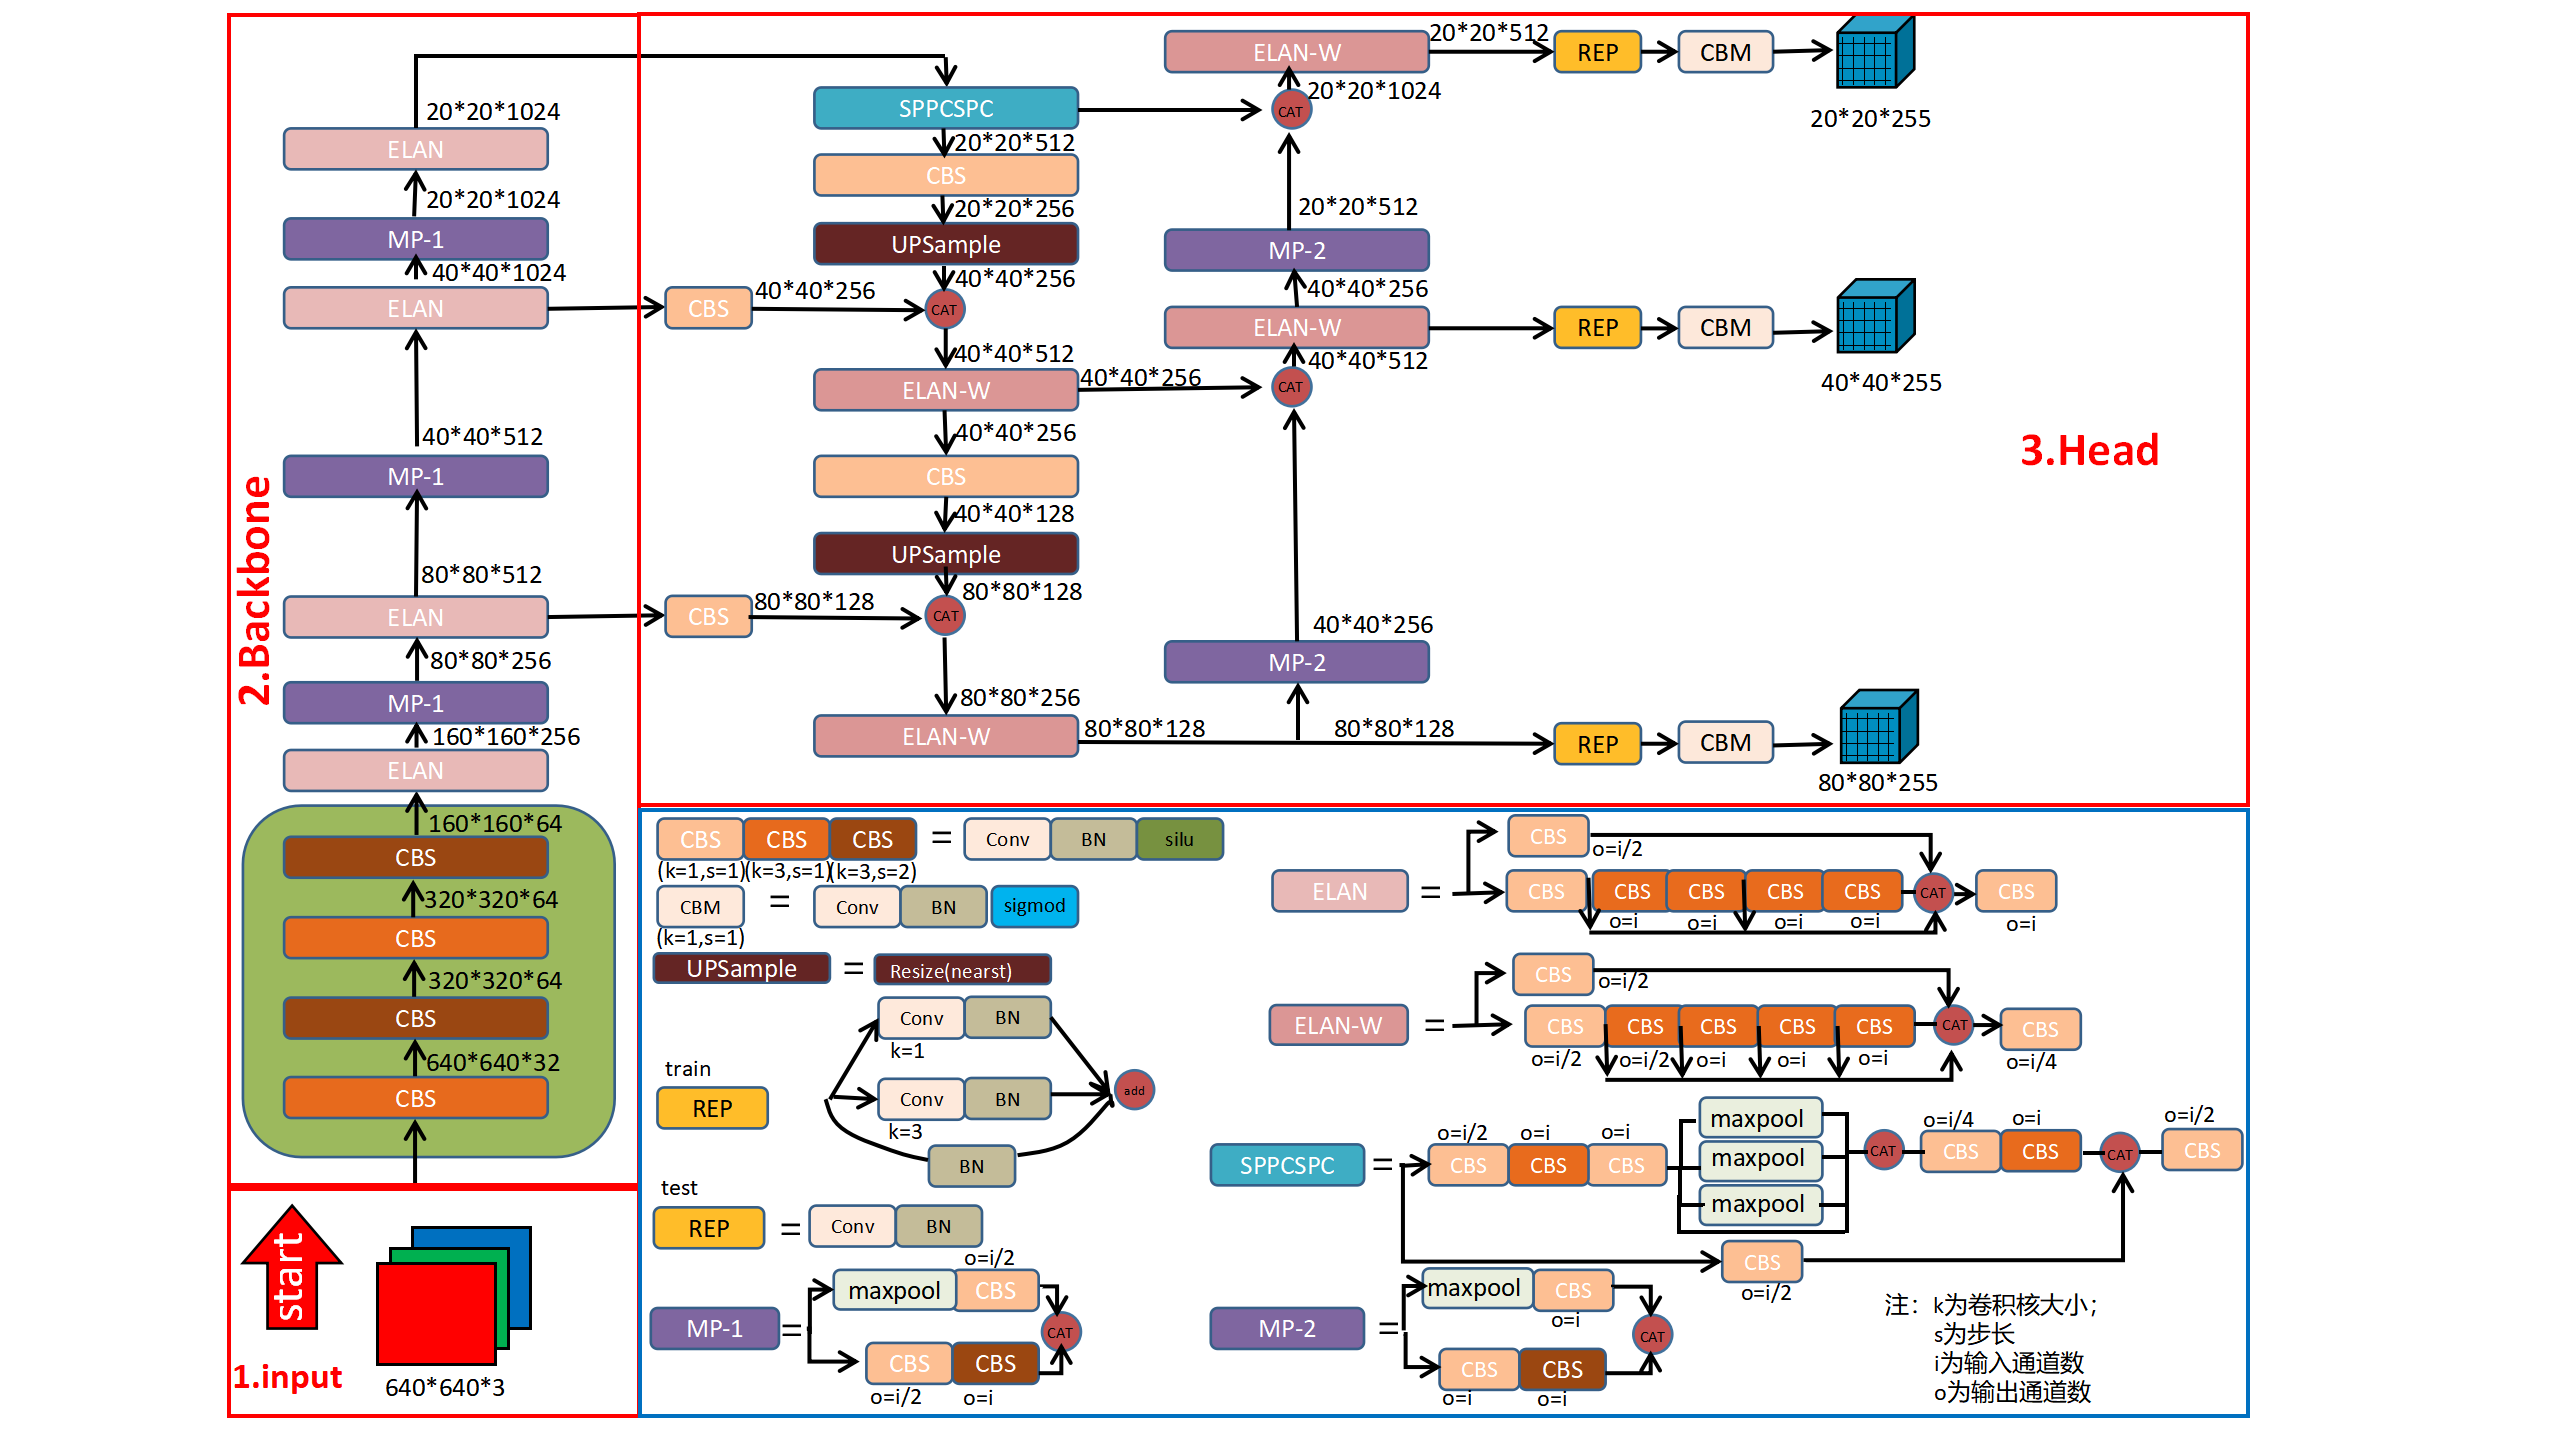 2.Backbone
20*20*1024
ELAN
20*20*1024
MP-1
40*40*1024
ELAN
40*40*512
MP-1
80*80*512
ELAN
80*80*256
MP-1
160*160*256
ELAN
160*160*64
CBS
320*320*64
CBS
320*320*64
CBS
640*640*32
CBS
start
1.input
640*640*3
3.Head
SPPCSPC
20*20*512
CBS
20*20*256
UPSample
40*40*256
CBS
40*40*256
CAT
40*40*512
ELAN-W
40*40*256
40*40*256
CBS
40*40*128
UPSample
80*80*128
CBS
80*80*128
CAT
80*80*256
ELAN-W
80*80*128
80*80*128
ELAN-W
20*20*512
REP
CBM
20*20*255
20*20*1024
CAT
20*20*512
MP-2
40*40*256
ELAN-W
REP
CBM
40*40*255
40*40*512
CAT
40*40*256
MP-2
REP
CBM
80*80*255
CBS CBS CBS = Conv BN silu
(k=1,s=1) (k=3,s=1) (k=3,s=2)
CBM = Conv BN sigmod
(k=1,s=1)
UPSample = Resize(nearst)
train
REP
Conv BN
k=1
Conv BN
k=3
BN
add
test
REP = Conv BN
MP-1 =
o=i/2
maxpool CBS
CAT
CBS CBS
o=i/2 o=i
ELAN =
CBS
o=i/2
CBS CBS CBS CBS CBS CAT CBS
o=i o=i o=i o=i o=i
ELAN-W =
CBS
o=i/2
CBS CBS CBS CBS CBS CAT CBS
o=i/2 o=i/2 o=i o=i o=i o=i/4
SPPCSPC =
o=i/2 o=i o=i
CBS CBS CBS
maxpool
maxpool
maxpool
CAT
o=i/4 o=i
CBS CBS
CAT
o=i/2
CBS
CBS
o=i/2
MP-2 =
maxpool CBS
o=i
CAT
CBS CBS
o=i o=i
注：k为卷积核大小；
s为步长
i为输入通道数
o为输出通道数